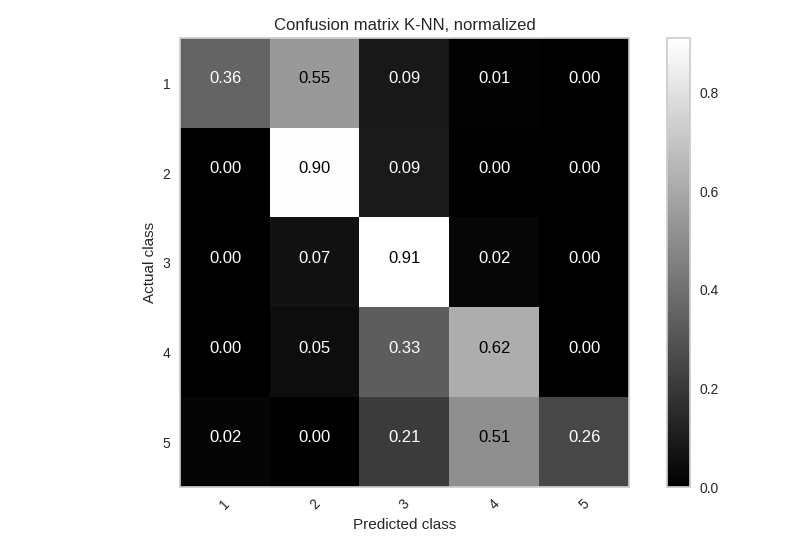 Confusion matrix K-NN, normalized
1 0.36 0.55 0.09 0.01 0.00
2 0.00 0.90 0.09 0.00 0.00
3 0.00 0.07 0.91 0.02 0.00
4 0.00 0.05 0.33 0.62 0.00
5 0.02 0.00 0.21 0.51 0.26
1 2 3 4 5
Actual class
Predicted class
0.8
0.6
0.4
0.2
0.0